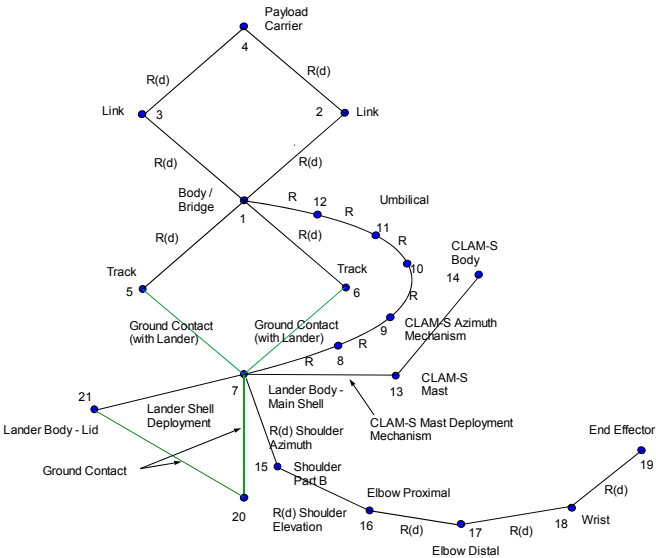 Payload
Carrier
4
R(d)
R(d)
Link
3
2
Link
R(d)
R(d)
Body /
Bridge
1
R
12
R
Umbilical
11
R
10
R
CLAM-S
Body
14
R(d)
R(d)
Track
5
Track
6
Ground Contact
(with Lander)
Ground Contact
(with Lander)
9
CLAM-S Azimuth
Mechanism
R
8
R
7
21
Lander Body - Lid
Lander Shell
Deployment
Lander Body -
Main Shell
13
CLAM-S
Mast
CLAM-S Mast Deployment
Mechanism
R(d) Shoulder
Azimuth
Ground Contact
15
Shoulder
Part B
20
R(d) Shoulder
Elevation
Elbow Proximal
16
R(d)
17
Elbow Distal
R(d)
18
Wrist
R(d)
End Effector
19